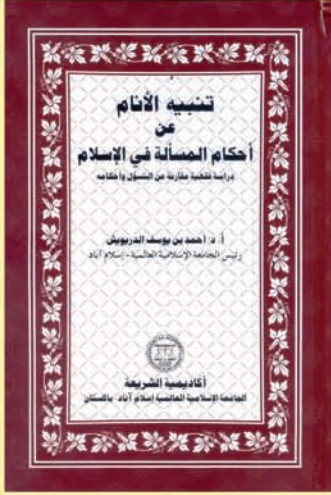 تنبيه الأنام
عن
أحكام المسألة في الإسلام
دراسة فقهية مقارنة عن التسول وأحكامه
أ. د. أحمد بن يوسف الدريويش
رئيس الجامعة الإسلامية العالمية - إسلام آباد
أكاديمية الشريعة
الجامعة الإسلامية العالمية إسلام آباد - باكستان